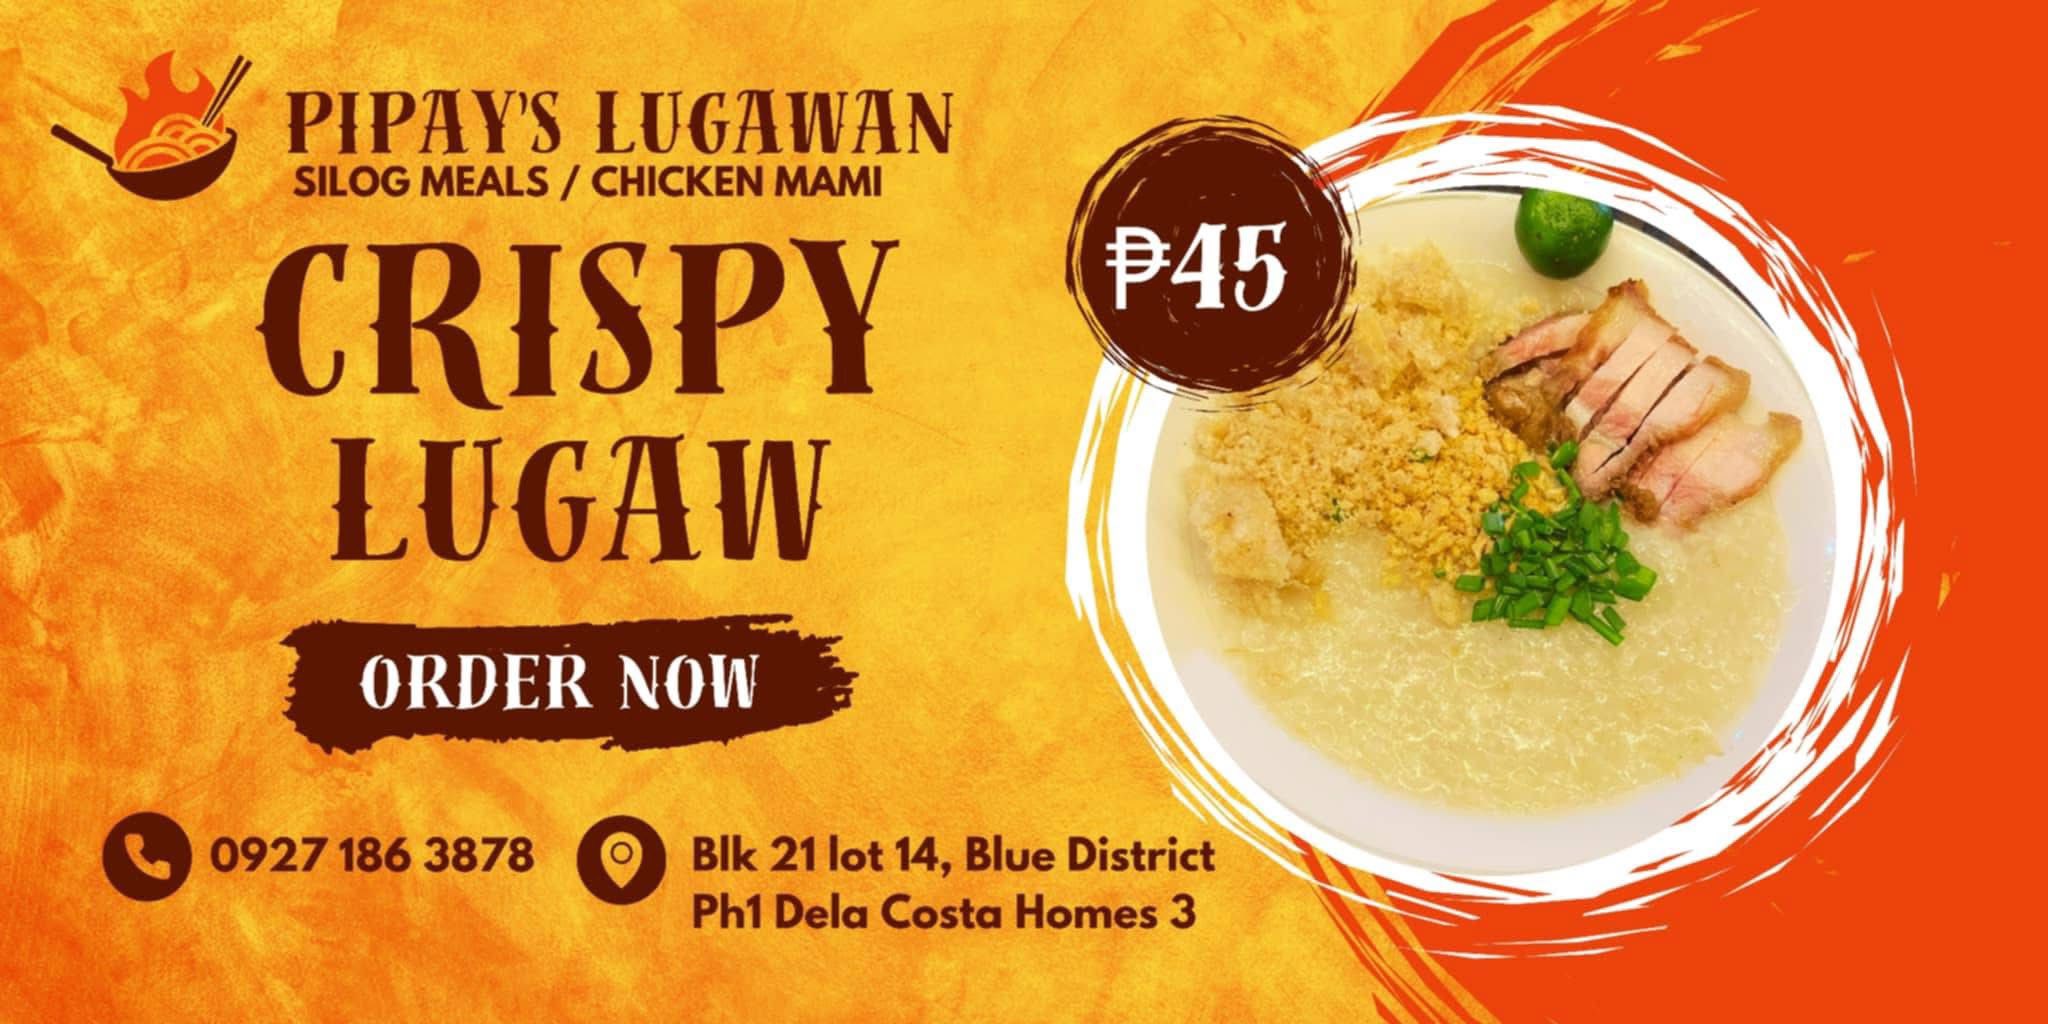 PIPAY'S LUGAWAN
SILOG MEALS / CHICKEN MAMI
CRISPY
LUGAW
₱45
ORDER NOW
0927 186 3878
Blk 21 lot 14, Blue District
Ph1 Dela Costa Homes 3